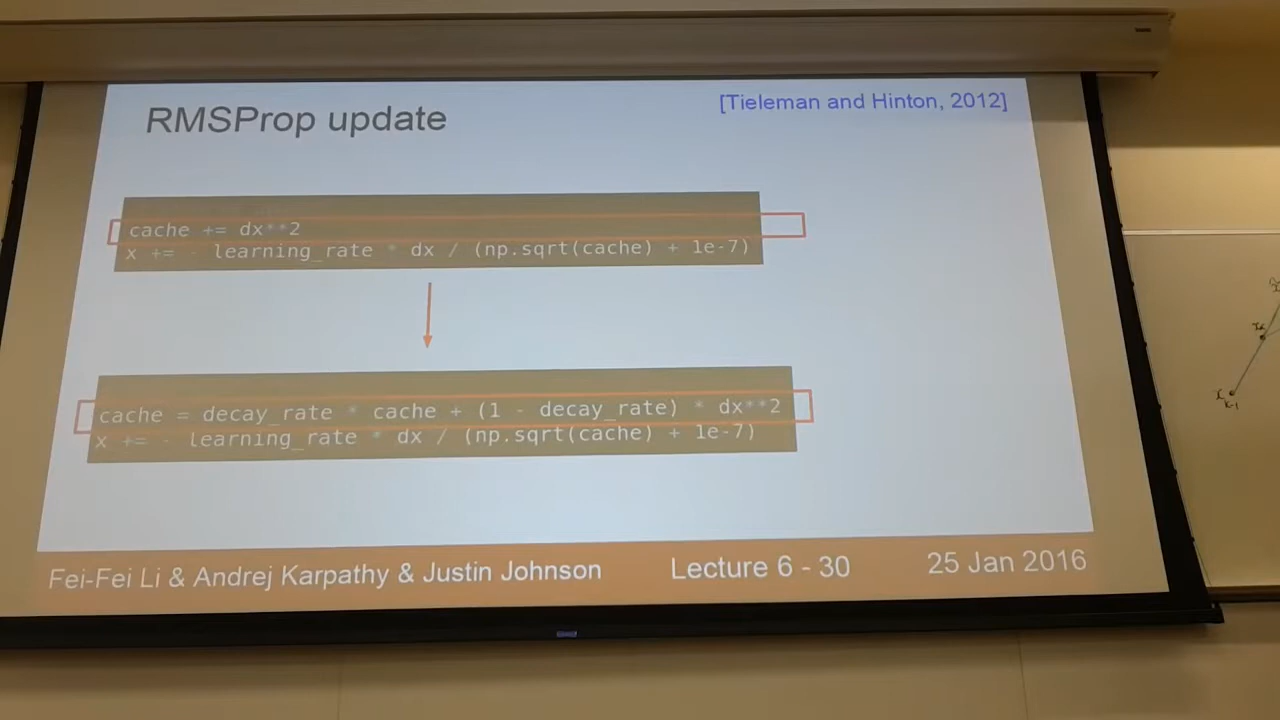 RMSProp update
[Tieleman and Hinton, 2012]
cache += dx**2
x += - learning_rate * dx / (np.sqrt(cache) + 1e-7)
cache = decay_rate * cache + (1 - decay_rate) * dx**2
x += - learning_rate * dx / (np.sqrt(cache) + 1e-7)
Fei-Fei Li & Andrej Karpathy & Justin Johnson
Lecture 6 - 30
25 Jan 2016